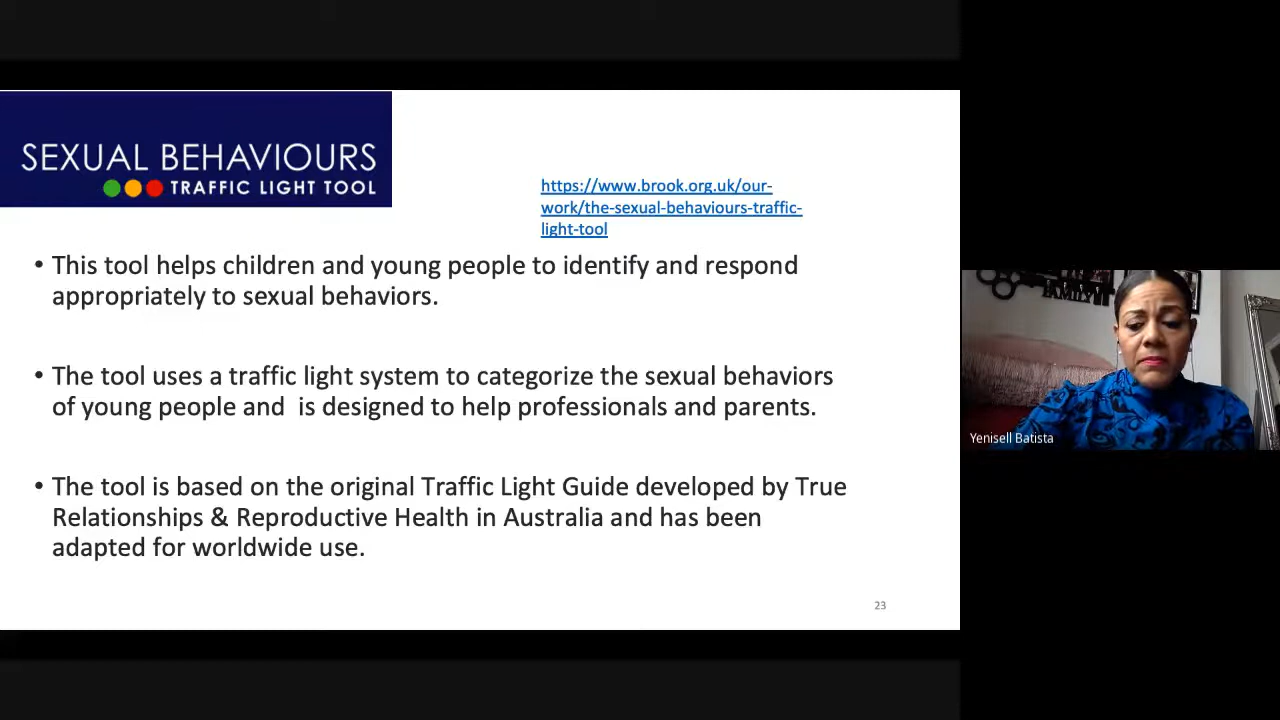 SEXUAL BEHAVIOURS
TRAFFIC LIGHT TOOL
https://www.brook.org.uk/our-
work/the-sexual-behaviours-traffic-
light-tool
• This tool helps children and young people to identify and respond
appropriately to sexual behaviors.
• The tool uses a traffic light system to categorize the sexual behaviors
of young people and  is designed to help professionals and parents.
• The tool is based on the original Traffic Light Guide developed by True
Relationships & Reproductive Health in Australia and has been
adapted for worldwide use.
23
FAMILY
Yenisell Batista